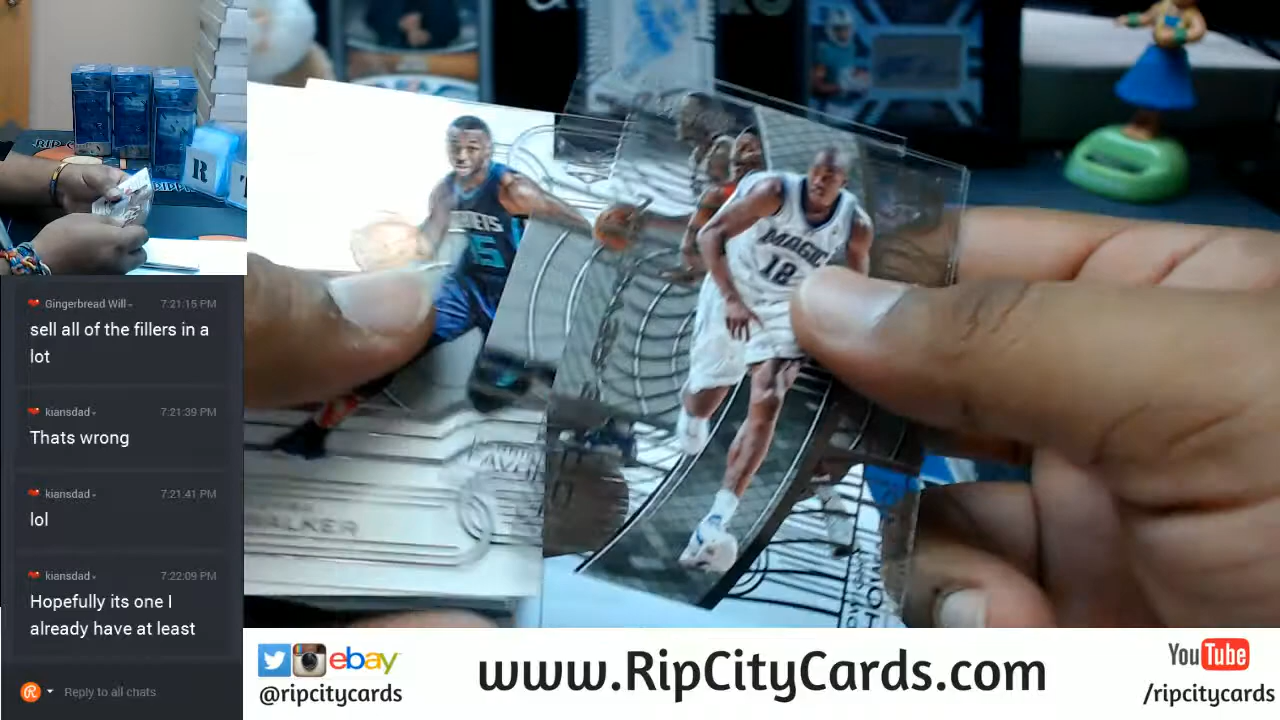 RIPPI
R
T
Gingerbread Will
7:21:15 PM
sell all of the fillers in a
lot
kiansdad
7:21:39 PM
Thats wrong
kiansdad
7:21:41 PM
lol
kiansdad
7:22:09 PM
Hopefully its one I
already have at least
Reply to all chats
15
WALKER
MAGIC
12
ebay
@ripcitycards
www.RipCityCards.com
YouTube
/ripcitycards